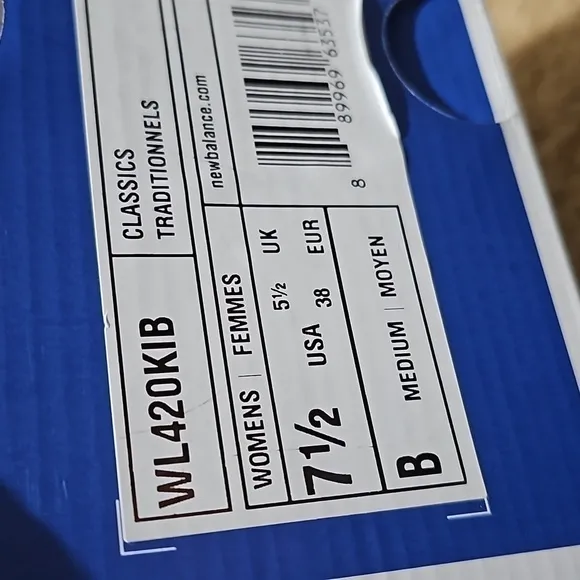 WL420KIB
CLASSICS
TRADITIONNELS
newbalance.com
WOMENS | FEMMES
7½ USA
5½ UK
38 EUR
B MEDIUM | MOYEN
8 89969 63537